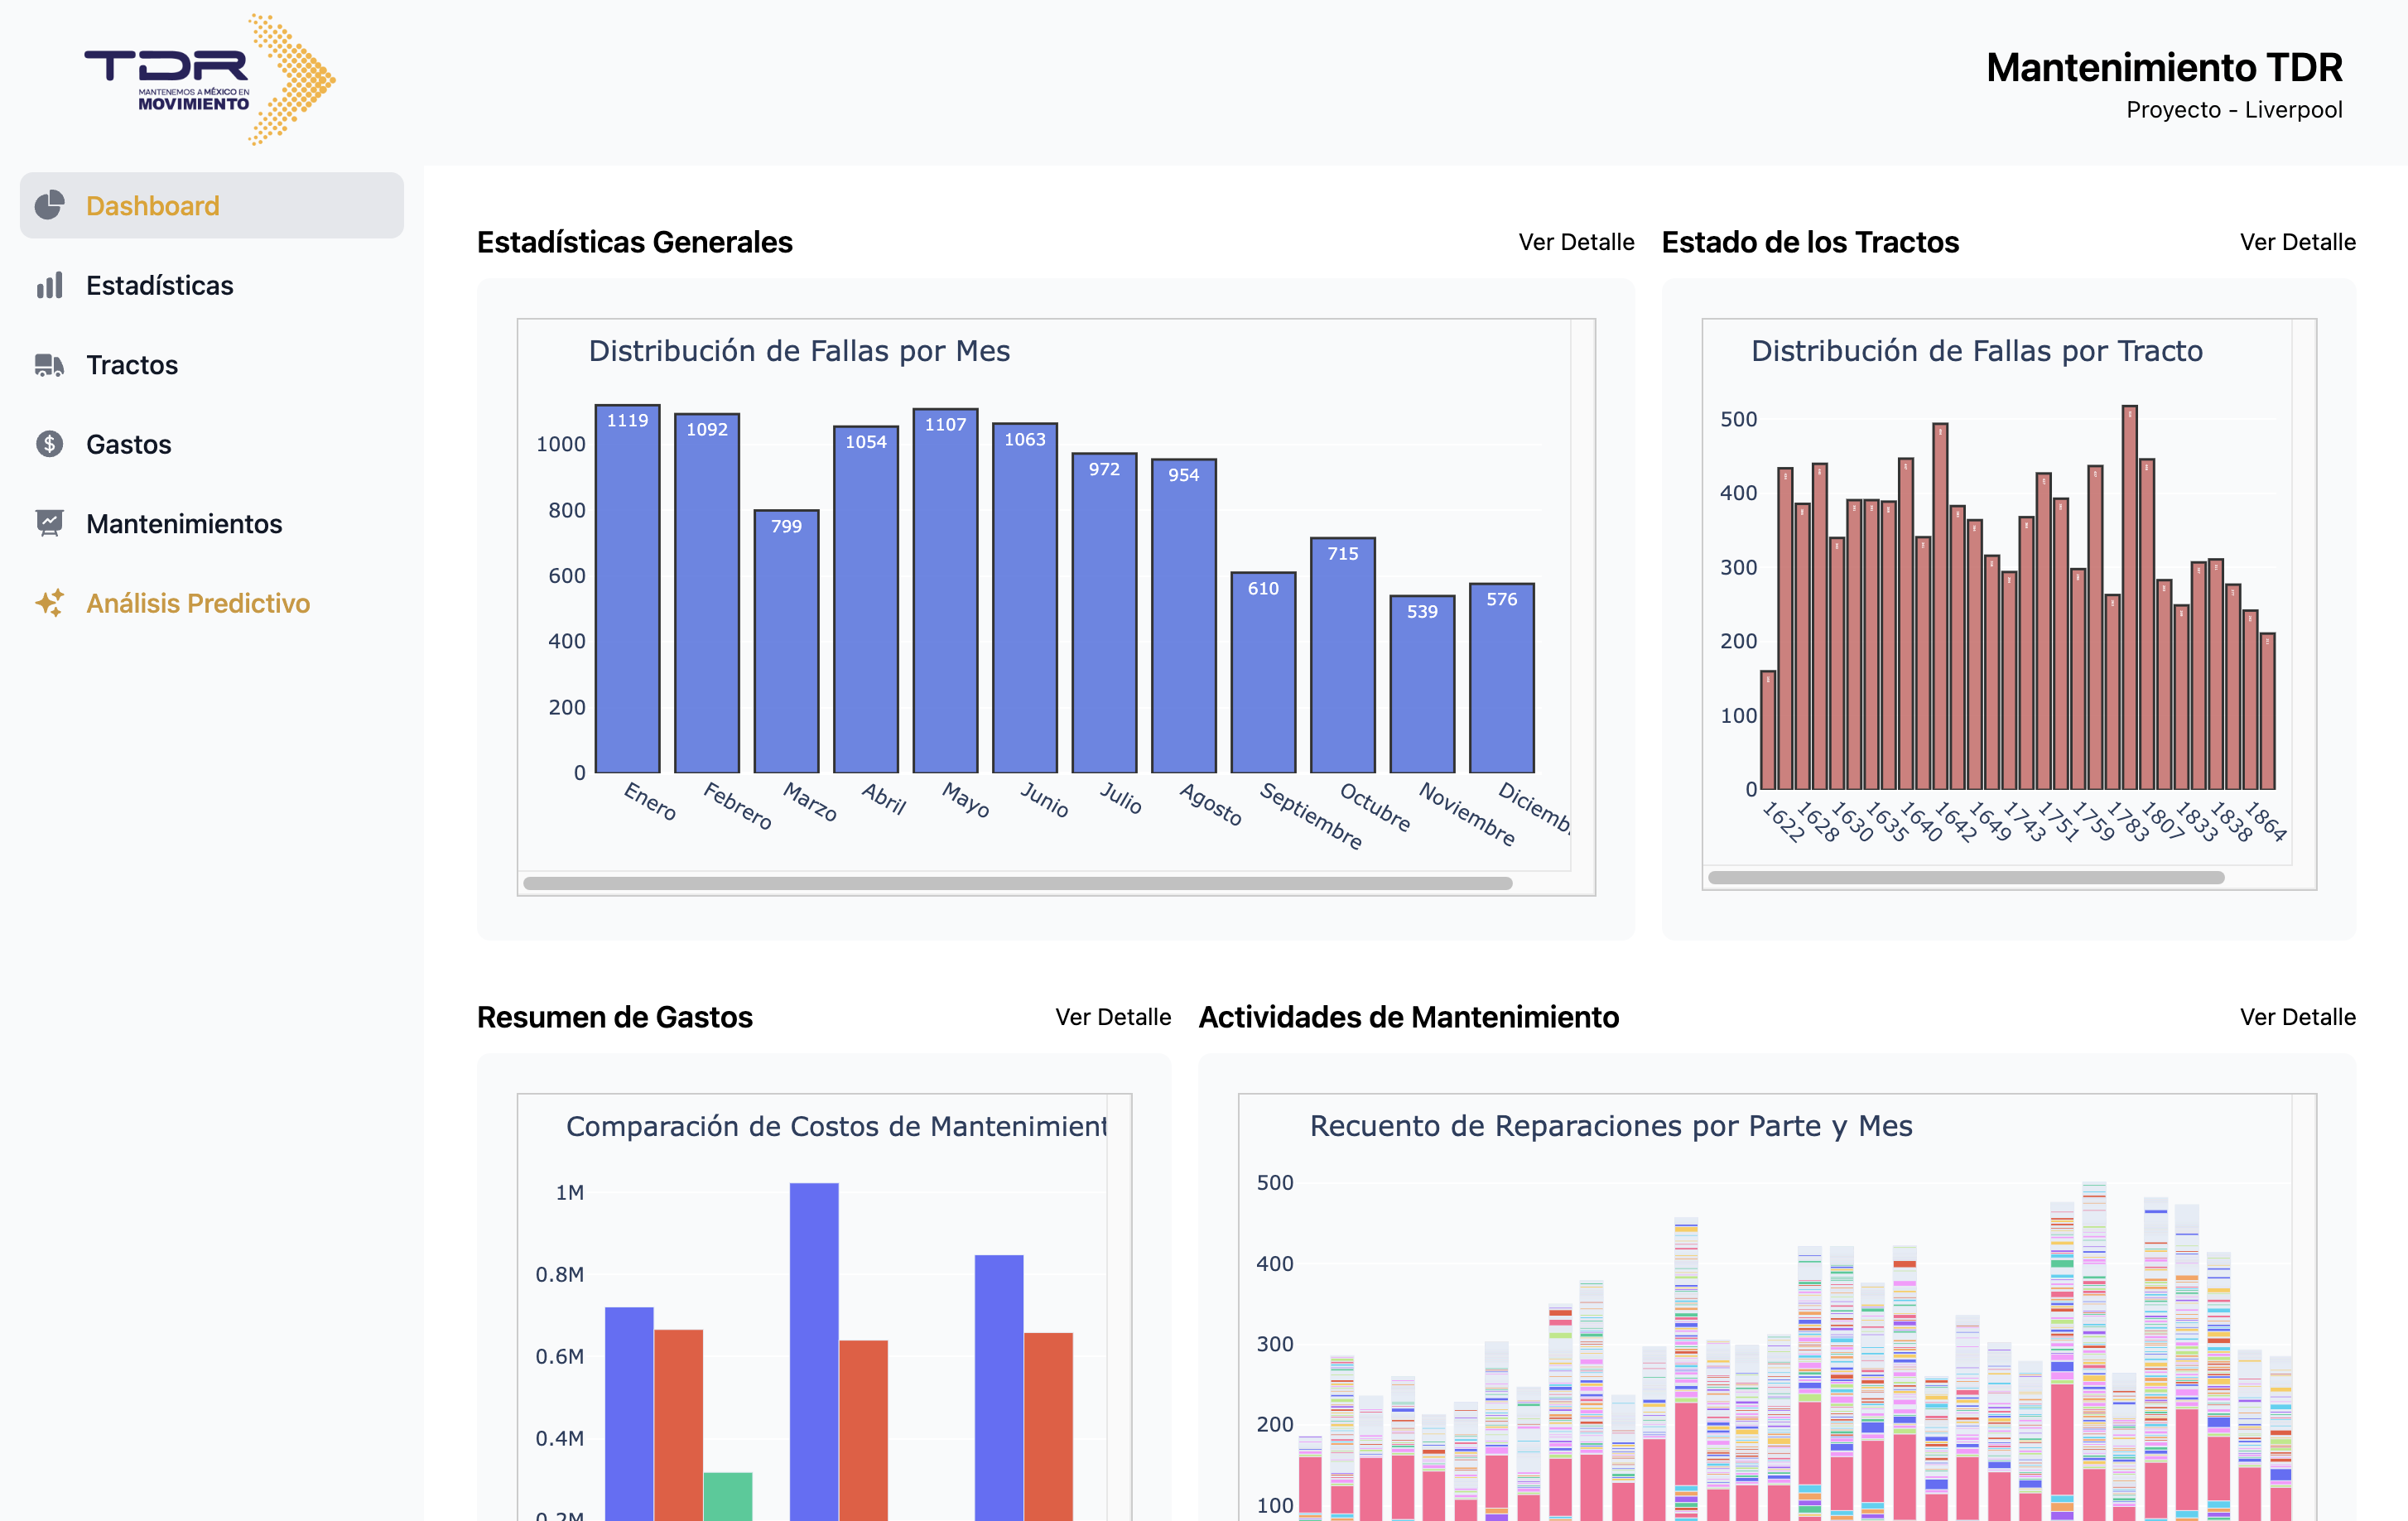 TDR
MANTENEMOS A MÉXICO EN
MOVIMIENTO
Mantenimiento TDR
Proyecto - Liverpool
Dashboard
Estadísticas
Tractos
Gastos
Mantenimientos
Análisis Predictivo
Estadísticas Generales
Ver Detalle
Distribución de Fallas por Mes
1000
800
600
400
200
0
1119
1092
799
1054
1107
1063
972
954
610
715
539
576
Enero
Febrero
Marzo
Abril
Mayo
Junio
Julio
Agosto
Septiembre
Octubre
Noviembre
Diciemb
Estado de los Tractos
Ver Detalle
Distribución de Fallas por Tracto
500
400
300
200
100
0
1622
1628
1630
1635
1640
1642
1649
1743
1751
1759
1783
1807
1833
1838
1864
Resumen de Gastos
Ver Detalle
Comparación de Costos de Mantenimient
1M
0.8M
0.6M
0.4M
0.2M
Actividades de Mantenimiento
Ver Detalle
Recuento de Reparaciones por Parte y Mes
500
400
300
200
100